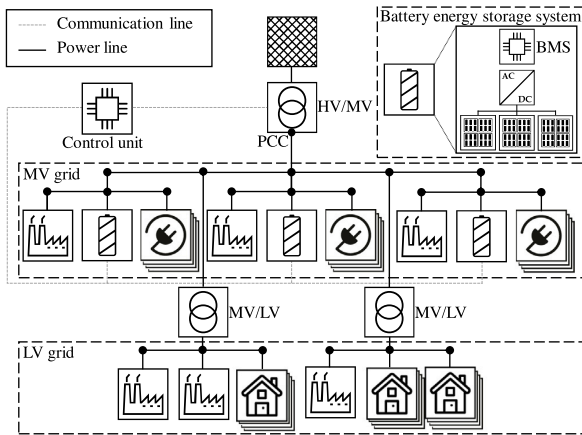 Communication line
Power line
Battery energy storage system
BMS
AC
DC
HV/MV
Control unit
PCC
MV grid
MV/LV
MV/LV
LV grid